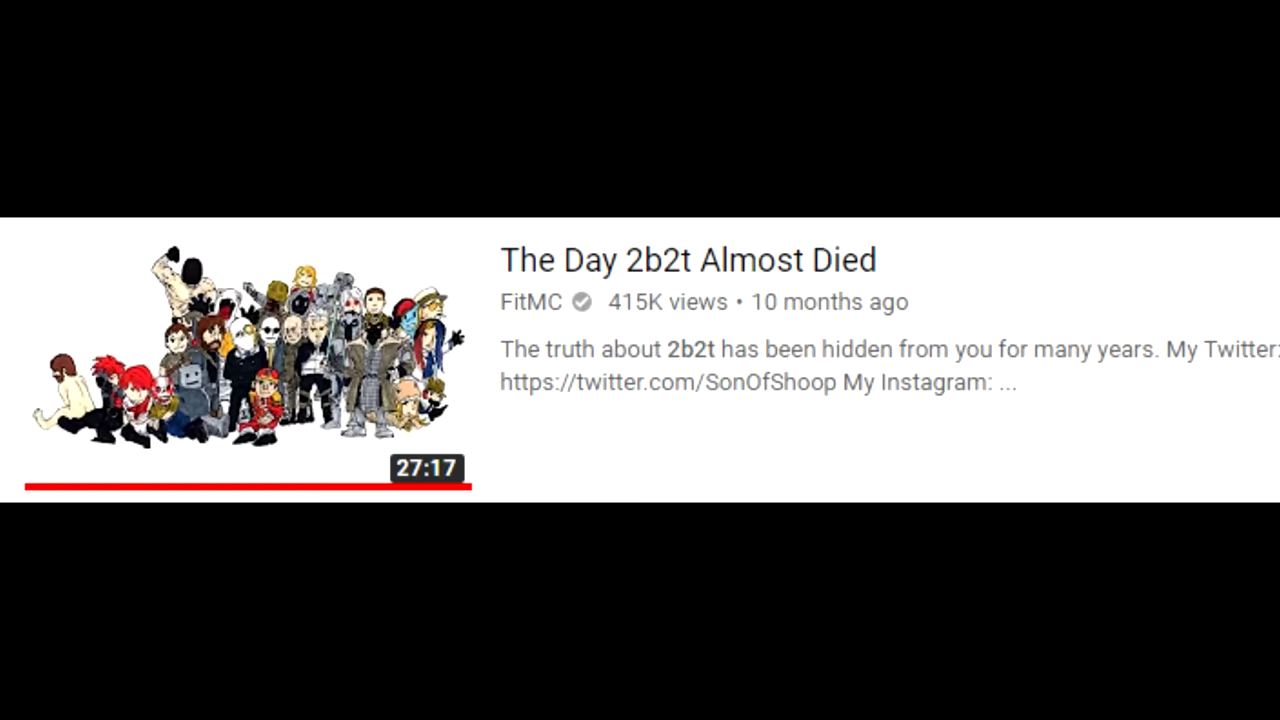 The Day 2b2t Almost Died
FitMC 415K views • 10 months ago
The truth about 2b2t has been hidden from you for many years. My Twitter:
https://twitter.com/SonOfShoop My Instagram: ...
27:17